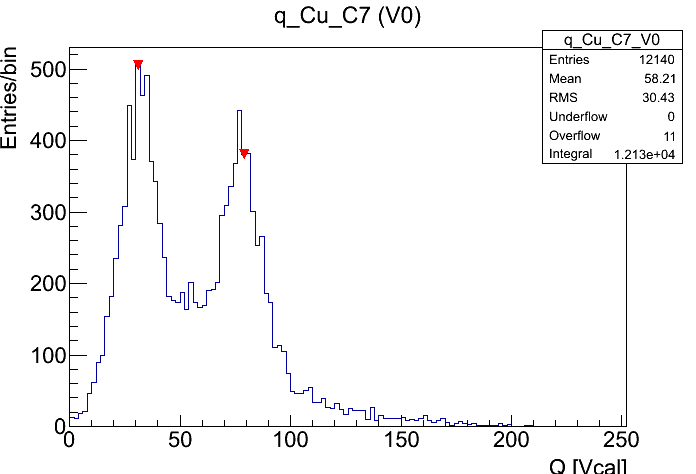 q_Cu_C7 (V0)
q_Cu_C7_V0
Entries 12140
Mean 58.21
RMS 30.43
Underflow 0
Overflow 11
Integral 1.213e+04
Entries/bin
500
400
300
200
100
0
0 50 100 150 200 250
Q [Vcal]